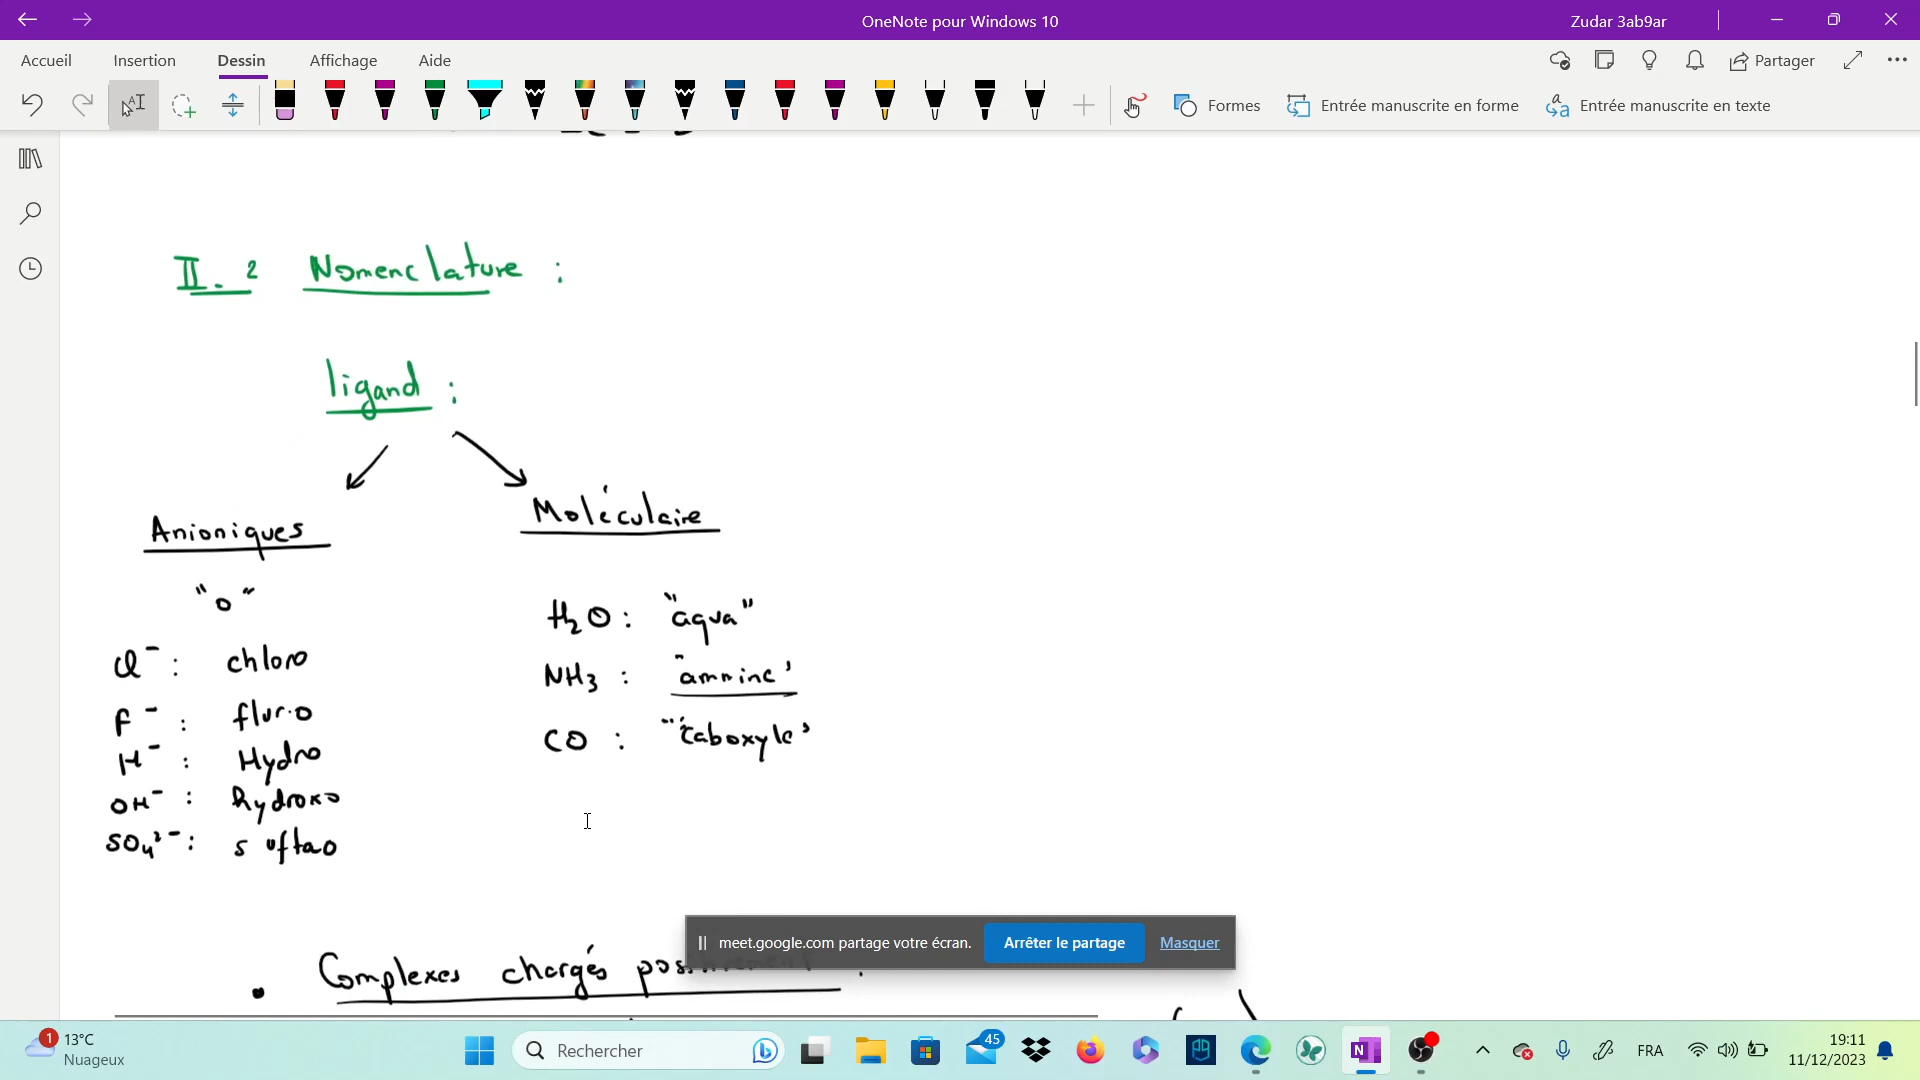 OneNote pour Windows 10
Zudar 3ab9ar
Accueil Insertion Dessin Affichage Aide
Partager
Formes Entrée manuscrite en forme Entrée manuscrite en texte
II. 2 Nomenclature :
ligand :
Anioniques
Moléculaire
"o"
H2O : "aqua"
Cl⁻ : chloro
NH3 : "ammine"
F⁻ : fluro
CO : "caboxyle"
H⁻ : Hydro
OH⁻ : hydroxo
SO4²⁻ :
meet.google.com partage votre écran. Arrêter le partage Masquer
• Complexes chargés positivement :
1
13°C
Nuageux
Rechercher
45
FRA
19:11
11/12/2023